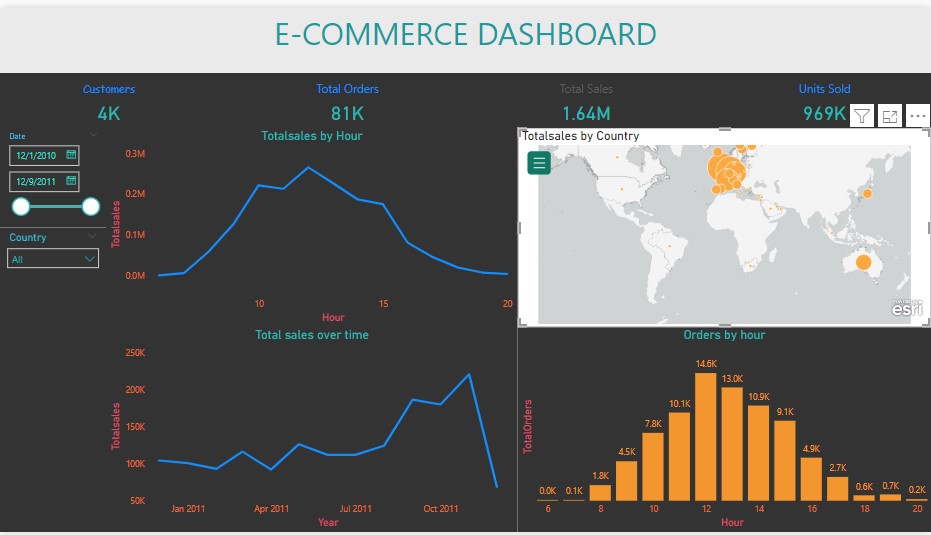 E-COMMERCE DASHBOARD
Customers
4K
Total Orders
81K
Total Sales
1.64M
Units Sold
969K
Date
12/1/2010
12/9/2011
Country
All
Totalsales by Hour
Totalsales
0.3M
0.2M
0.1M
0.0M
10 15 20
Hour
Totalsales by Country
esri
Total sales over time
Totalsales
250K
200K
150K
100K
50K
Jan 2011 Apr 2011 Jul 2011 Oct 2011
Year
Orders by hour
TotalOrders
0.0K 0.1K 1.8K 4.5K 7.8K 10.1K 14.6K 13.0K 10.9K 9.1K 4.9K 2.7K 0.6K 0.7K 0.2K
6 8 10 12 14 16 18 20
Hour